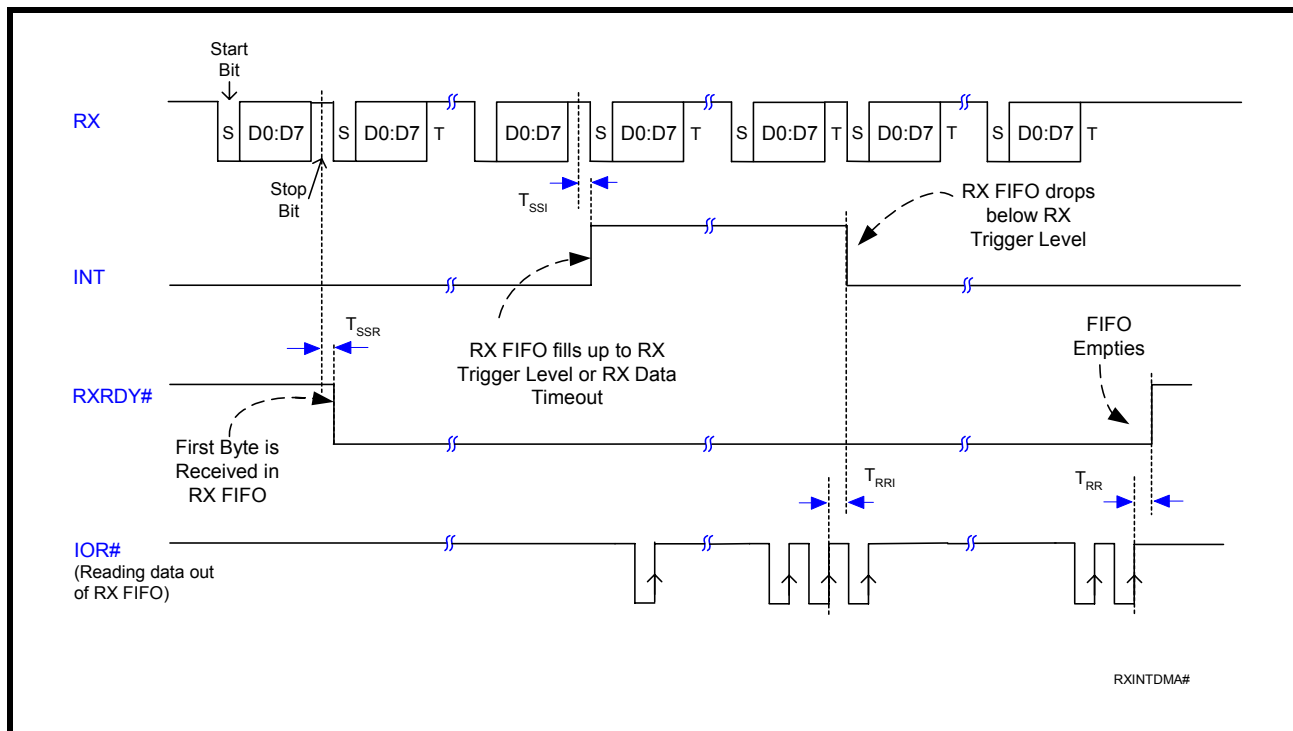 Start
Bit
RX
S D0:D7 S D0:D7 T D0:D7 S D0:D7 T S D0:D7 T S D0:D7 T S D0:D7 T
Stop
Bit
TSSI
RX FIFO drops
below RX
Trigger Level
INT
TSSR
RX FIFO fills up to RX
Trigger Level or RX Data
Timeout
FIFO
Empties
RXRDY#
First Byte is
Received in
RX FIFO
TRRI
TRR
IOR#
(Reading data out
of RX FIFO)
RXINTDMA#